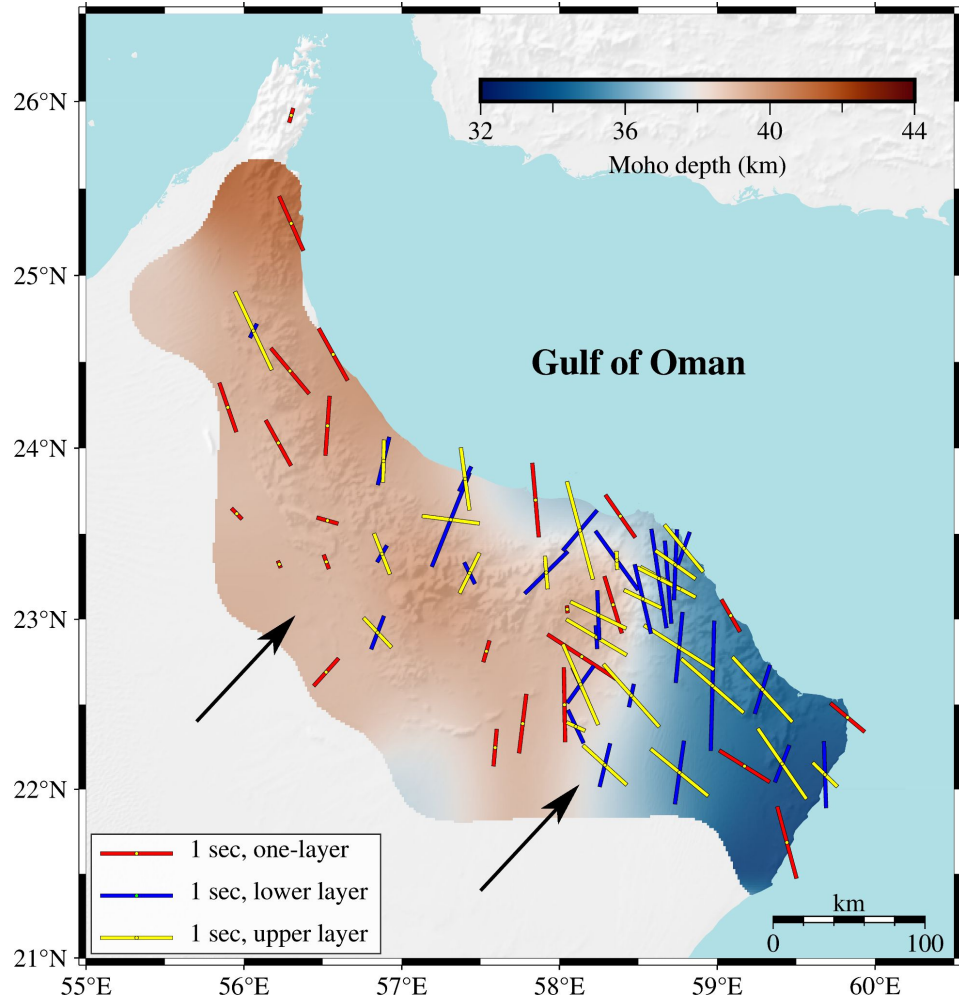 26°N
25°N
24°N
23°N
22°N
21°N
32 36 40 44
Moho depth (km)
Gulf of Oman
1 sec, one-layer
1 sec, lower layer
1 sec, upper layer
km
0 100
55°E 56°E 57°E 58°E 59°E 60°E